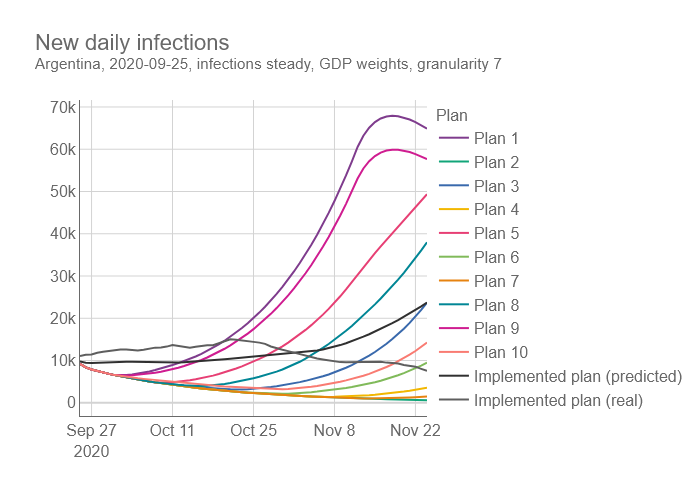 New daily infections
Argentina, 2020-09-25, infections steady, GDP weights, granularity 7
70k
60k
50k
40k
30k
20k
10k
0
Sep 27
2020
Oct 11
Oct 25
Nov 8
Nov 22
Plan
Plan 1
Plan 2
Plan 3
Plan 4
Plan 5
Plan 6
Plan 7
Plan 8
Plan 9
Plan 10
Implemented plan (predicted)
Implemented plan (real)